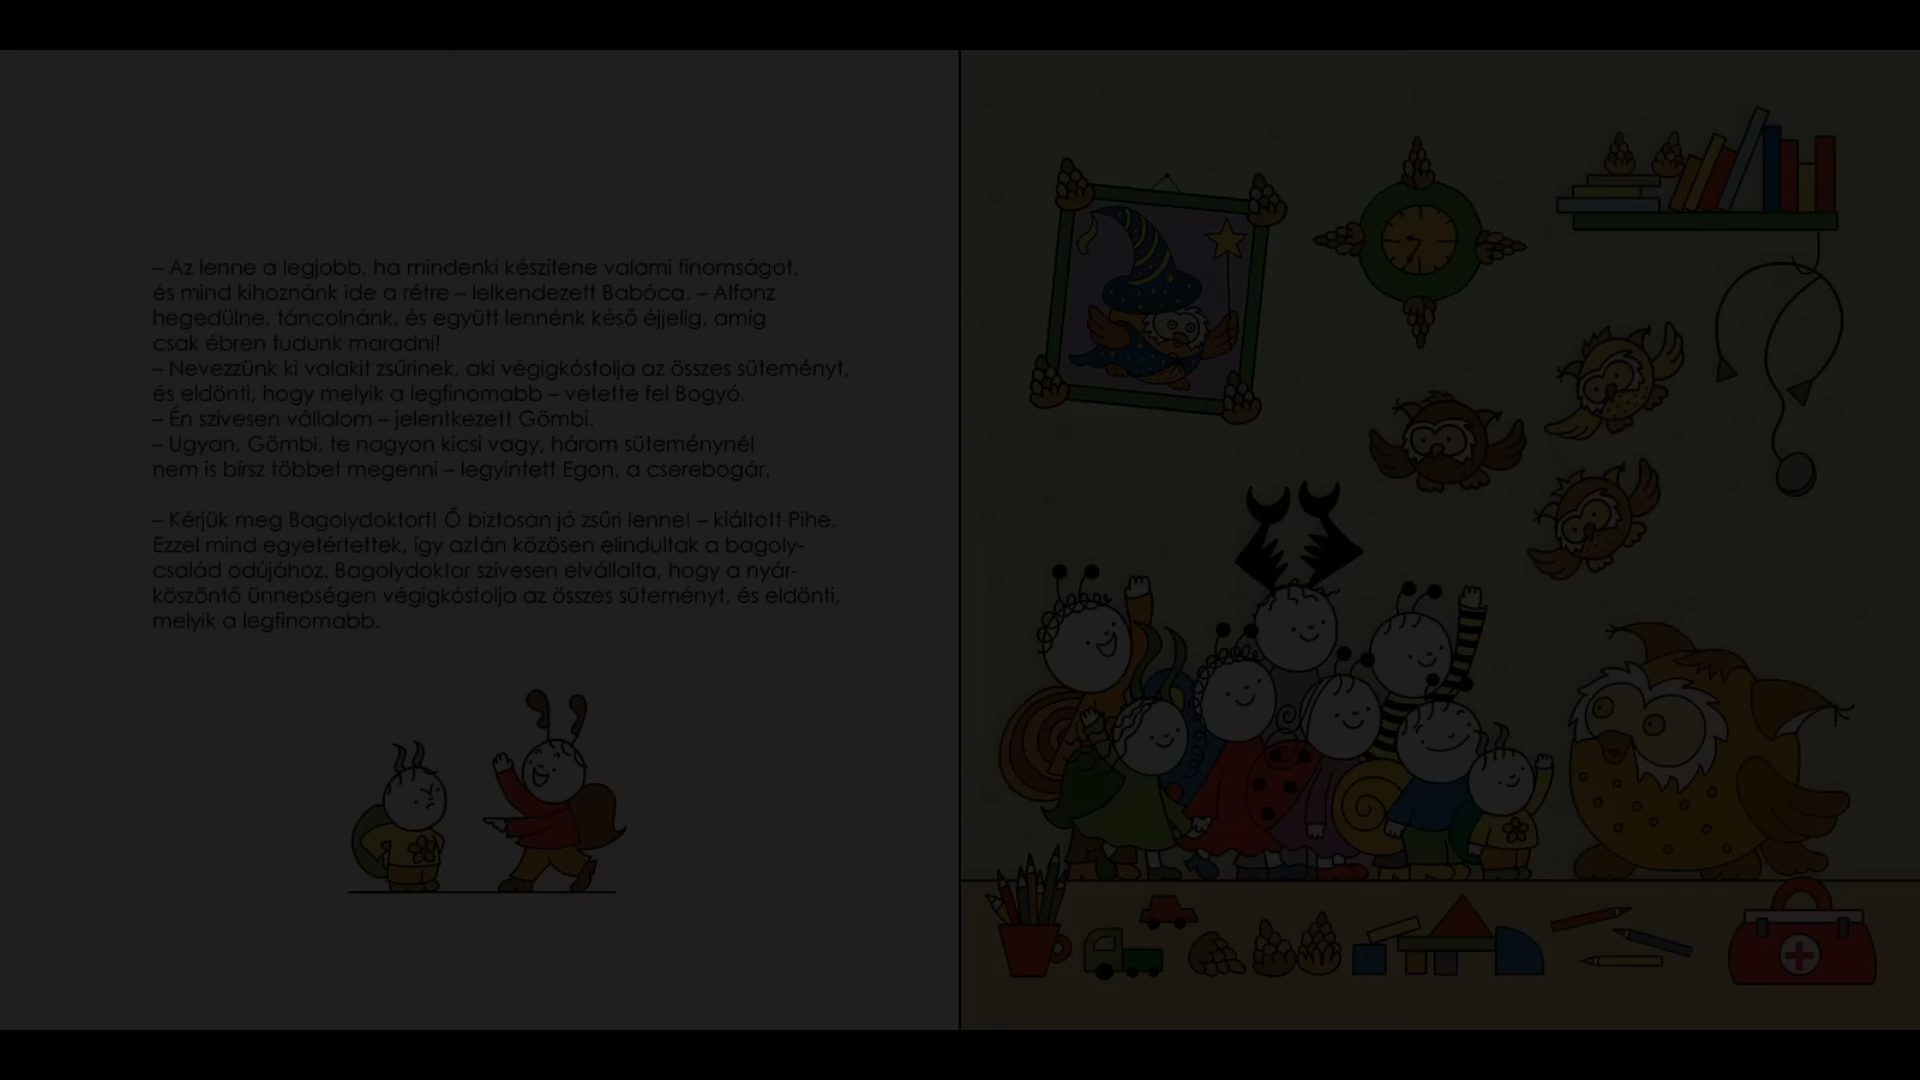 – Az lenne a legjobb, ha mindenki készítene valami finomságot,
és mind kihoznánk ide a rétre – lelkendezett Babóca. – Alfonz
hegedülne, táncolnánk, és együtt lennénk késő éjjelig, amíg
csak ébren tudunk maradni!
– Nevezzünk ki valakit zsűrinek, aki végigkóstolja az összes süteményt,
és eldönti, hogy melyik a legfinomabb – vetette fel Bogyó.
– Én szívesen vállalom – jelentkezett Gömbi.
– Ugyan, Gömbi, te nagyon kicsi vagy, három süteménynél
nem is bírsz többet megenni – legyintett Egon, a cserebogár.
– Kérjük meg Bagolydoktort! Ő biztosan jó zsűri lenne! – kiáltott Pihe.
Ezzel mind egyetértettek, így aztán közösen elindultak a bagoly-
család odújához. Bagolydoktor szívesen elvállalta, hogy a nyár-
köszöntő ünnepségen végigkóstolja az összes süteményt, és eldönti,
melyik a legfinomabb.